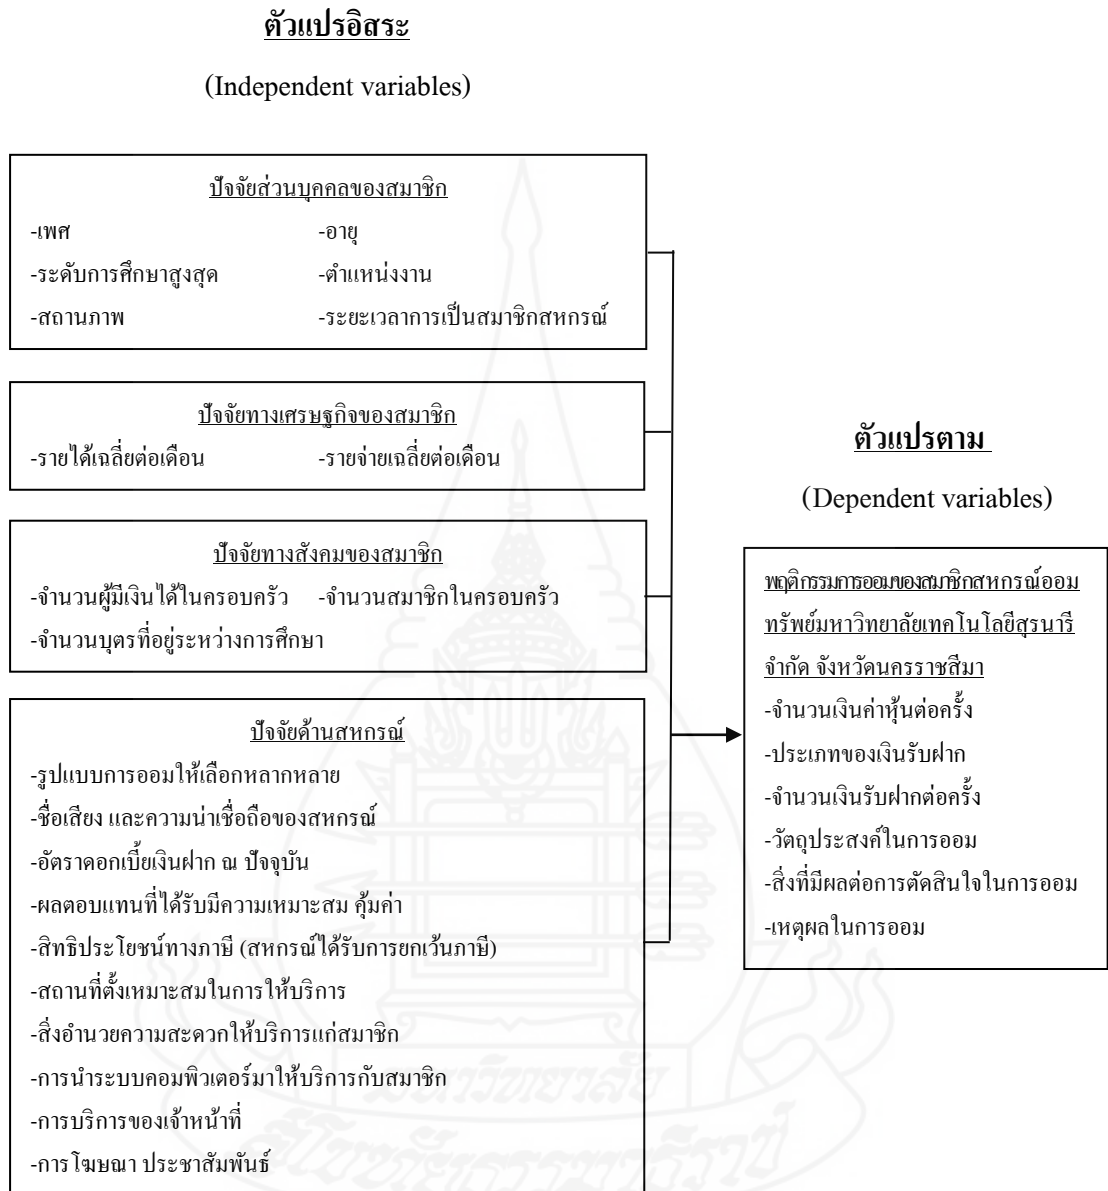 ตัวแปรอิสระ
(Independent variables)
ปัจจัยส่วนบุคคลของสมาชิก
-เพศ -อายุ
-ระดับการศึกษาสูงสุด -ตำแหน่งงาน
-สถานภาพ -ระยะเวลาการเป็นสมาชิกสหกรณ์
ปัจจัยทางเศรษฐกิจของสมาชิก
-รายได้เฉลี่ยต่อเดือน -รายจ่ายเฉลี่ยต่อเดือน
ปัจจัยทางสังคมของสมาชิก
-จำนวนผู้มีเงินได้ในครอบครัว -จำนวนสมาชิกในครอบครัว
-จำนวนบุตรที่อยู่ระหว่างการศึกษา
ปัจจัยด้านสหกรณ์
-รูปแบบการออมให้เลือกหลากหลาย
-ชื่อเสียง และความน่าเชื่อถือของสหกรณ์
-อัตราดอกเบี้ยเงินฝาก ณ ปัจจุบัน
-ผลตอบแทนที่ได้รับมีความเหมาะสม คุ้มค่า
-สิทธิประโยชน์ทางภาษี (สหกรณ์ได้รับการยกเว้นภาษี)
-สถานที่ตั้งเหมาะสมในการให้บริการ
-สิ่งอำนวยความสะดวกให้บริการแก่สมาชิก
-การนำระบบคอมพิวเตอร์มาให้บริการกับสมาชิก
-การบริการของเจ้าหน้าที่
-การโฆษณา ประชาสัมพันธ์
ตัวแปรตาม
(Dependent variables)
พฤติกรรมการออมของสมาชิกสหกรณ์ออม
ทรัพย์มหาวิทยาลัยเทคโนโลยีสุรนารี
จำกัด จังหวัดนครราชสีมา
-จำนวนเงินค่าหุ้นต่อครั้ง
-ประเภทของเงินรับฝาก
-จำนวนเงินรับฝากต่อครั้ง
-วัตถุประสงค์ในการออม
-สิ่งที่มีผลต่อการตัดสินใจในการออม
-เหตุผลในการออม
มหาวิทยาลัย
สุโขทัยธรรมาธิราช